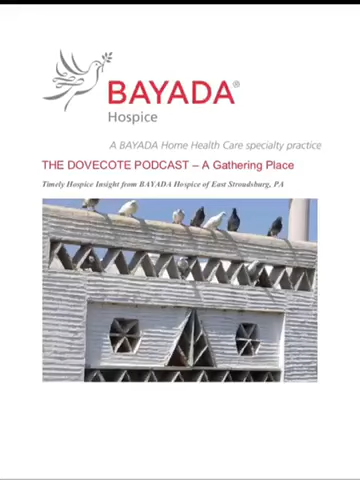 BAYADA®
Hospice
A BAYADA Home Health Care specialty practice
THE DOVECOTE PODCAST – A Gathering Place
Timely Hospice Insight from BAYADA Hospice of East Stroudsburg, PA